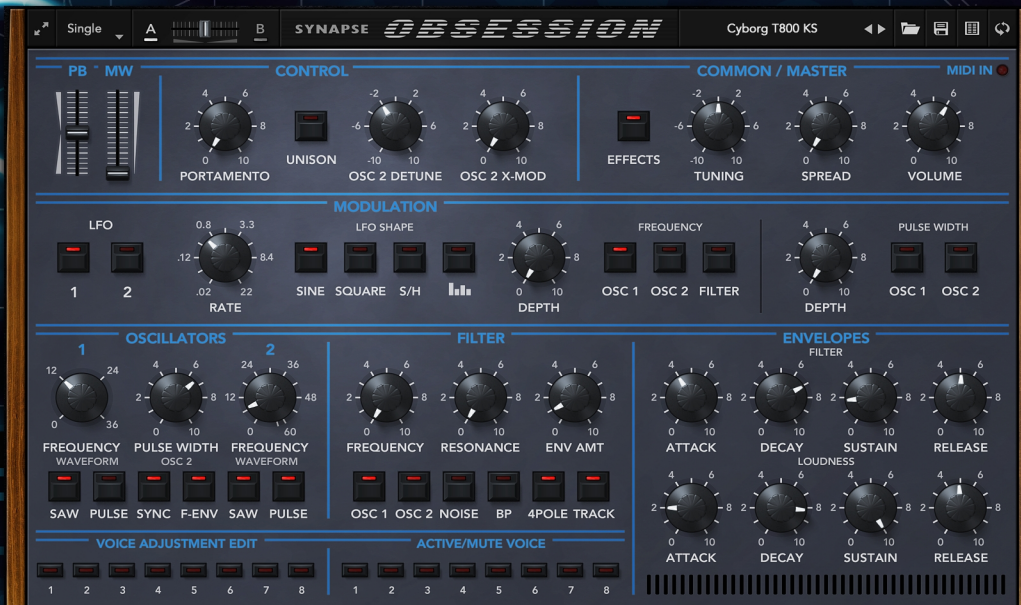 Single A B SYNAPSE OBSESSION Cyborg T800 KS
PB MW CONTROL COMMON / MASTER MIDI IN
4 6 -2 2 4 6 -2 2 4 6 4 6
2 8 -6 6 2 8 -6 6 2 8 2 8
0 10 -10 10 0 10 -10 10 0 10 0 10
UNISON EFFECTS
PORTAMENTO OSC 2 DETUNE OSC 2 X-MOD TUNING SPREAD VOLUME
MODULATION
LFO LFO SHAPE FREQUENCY PULSE WIDTH
0.8 3.3 4 6 4 6
.12 8.4 2 8 2 8
.02 22 0 10 0 10
1 2 SINE SQUARE S/H OSC 1 OSC 2 FILTER OSC 1 OSC 2
RATE DEPTH DEPTH
OSCILLATORS FILTER ENVELOPES
1 2 FILTER
12 24 4 6 24 36 4 6 4 6 4 6 4 6 4 6 4 6 4 6
2 8 12 48 2 8 2 8 2 8 2 8 2 8 2 8 2 8
0 36 0 10 0 60 0 10 0 10 0 10 0 10 0 10 0 10 0 10
FREQUENCY PULSE WIDTH FREQUENCY FREQUENCY RESONANCE ENV AMT ATTACK DECAY SUSTAIN RELEASE
WAVEFORM OSC 2 WAVEFORM LOUDNESS
4 6 4 6 4 6 4 6
2 8 2 8 2 8 2 8
0 10 0 10 0 10 0 10
SAW PULSE SYNC F-ENV SAW PULSE OSC 1 OSC 2 NOISE BP 4POLE TRACK
VOICE ADJUSTMENT EDIT ACTIVE/MUTE VOICE ATTACK DECAY SUSTAIN RELEASE
1 2 3 4 5 6 7 8 1 2 3 4 5 6 7 8